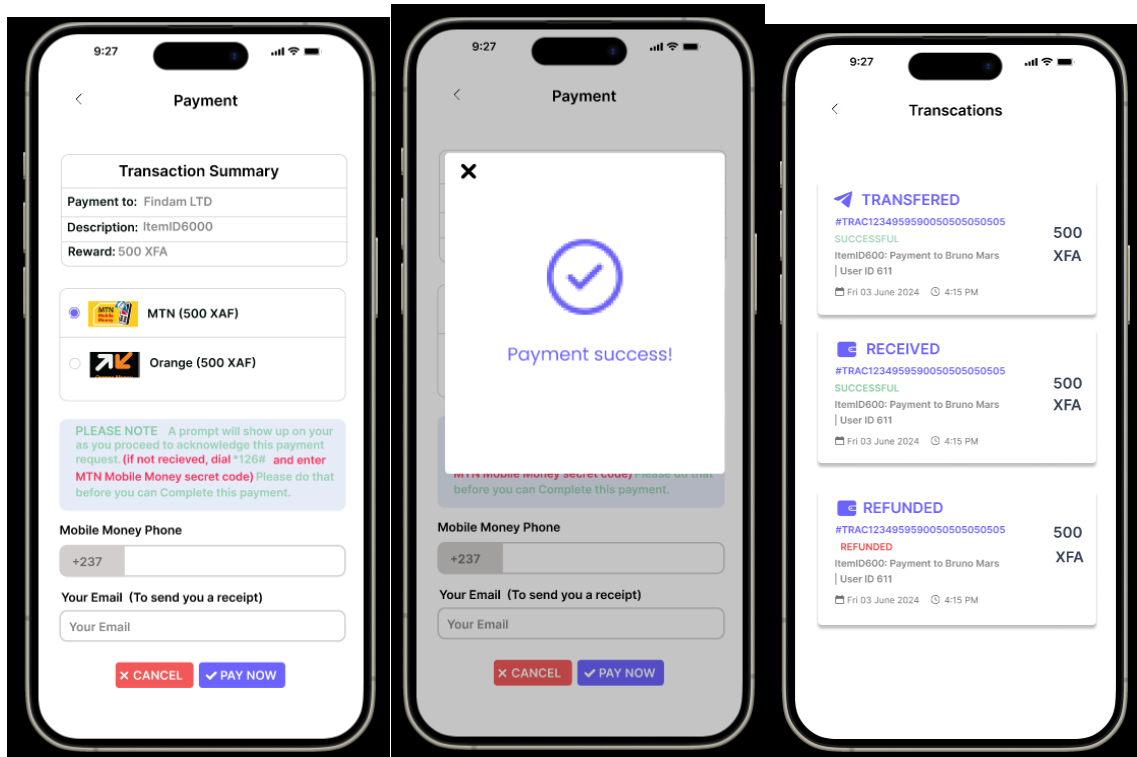 9:27
Payment
Transaction Summary
Payment to: Findam LTD
Description: ItemID6000
Reward: 500 XFA
MTN
Mobile
Money
MTN (500 XAF)
Orange (500 XAF)
PLEASE NOTE A prompt will show up on your
as you proceed to acknowledge this payment
request. (if not recieved, dial *126# and enter
MTN Mobile Money secret code) Please do that
before you can Complete this payment.
Mobile Money Phone
+237
Your Email (To send you a receipt)
Your Email
CANCEL
PAY NOW
9:27
Payment
Payment success!
MTN Mobile Money secret code) Please do that
before you can Complete this payment.
Mobile Money Phone
+237
Your Email (To send you a receipt)
Your Email
CANCEL
PAY NOW
9:27
Transcations
TRANSFERED
#TRAC1234959590050505050505
SUCCESSFUL
ItemID600: Payment to Bruno Mars
| User ID 611
Fri 03 June 2024 4:15 PM
500
XFA
RECEIVED
#TRAC1234959590050505050505
SUCCESSFUL
ItemID600: Payment to Bruno Mars
| User ID 611
Fri 03 June 2024 4:15 PM
500
XFA
REFUNDED
#TRAC1234959590050505050505
REFUNDED
ItemID600: Payment to Bruno Mars
| User ID 611
Fri 03 June 2024 4:15 PM
500
XFA